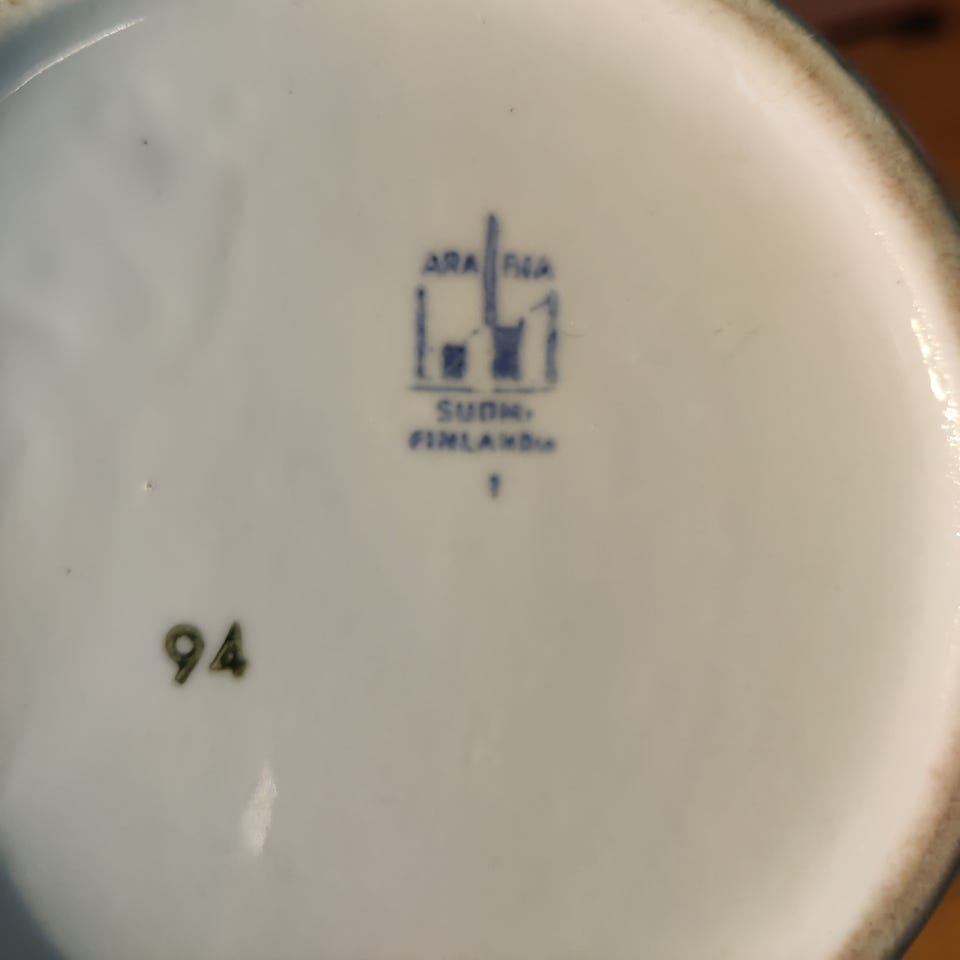 ARABIA
SUOMI
FINLAND
1
94